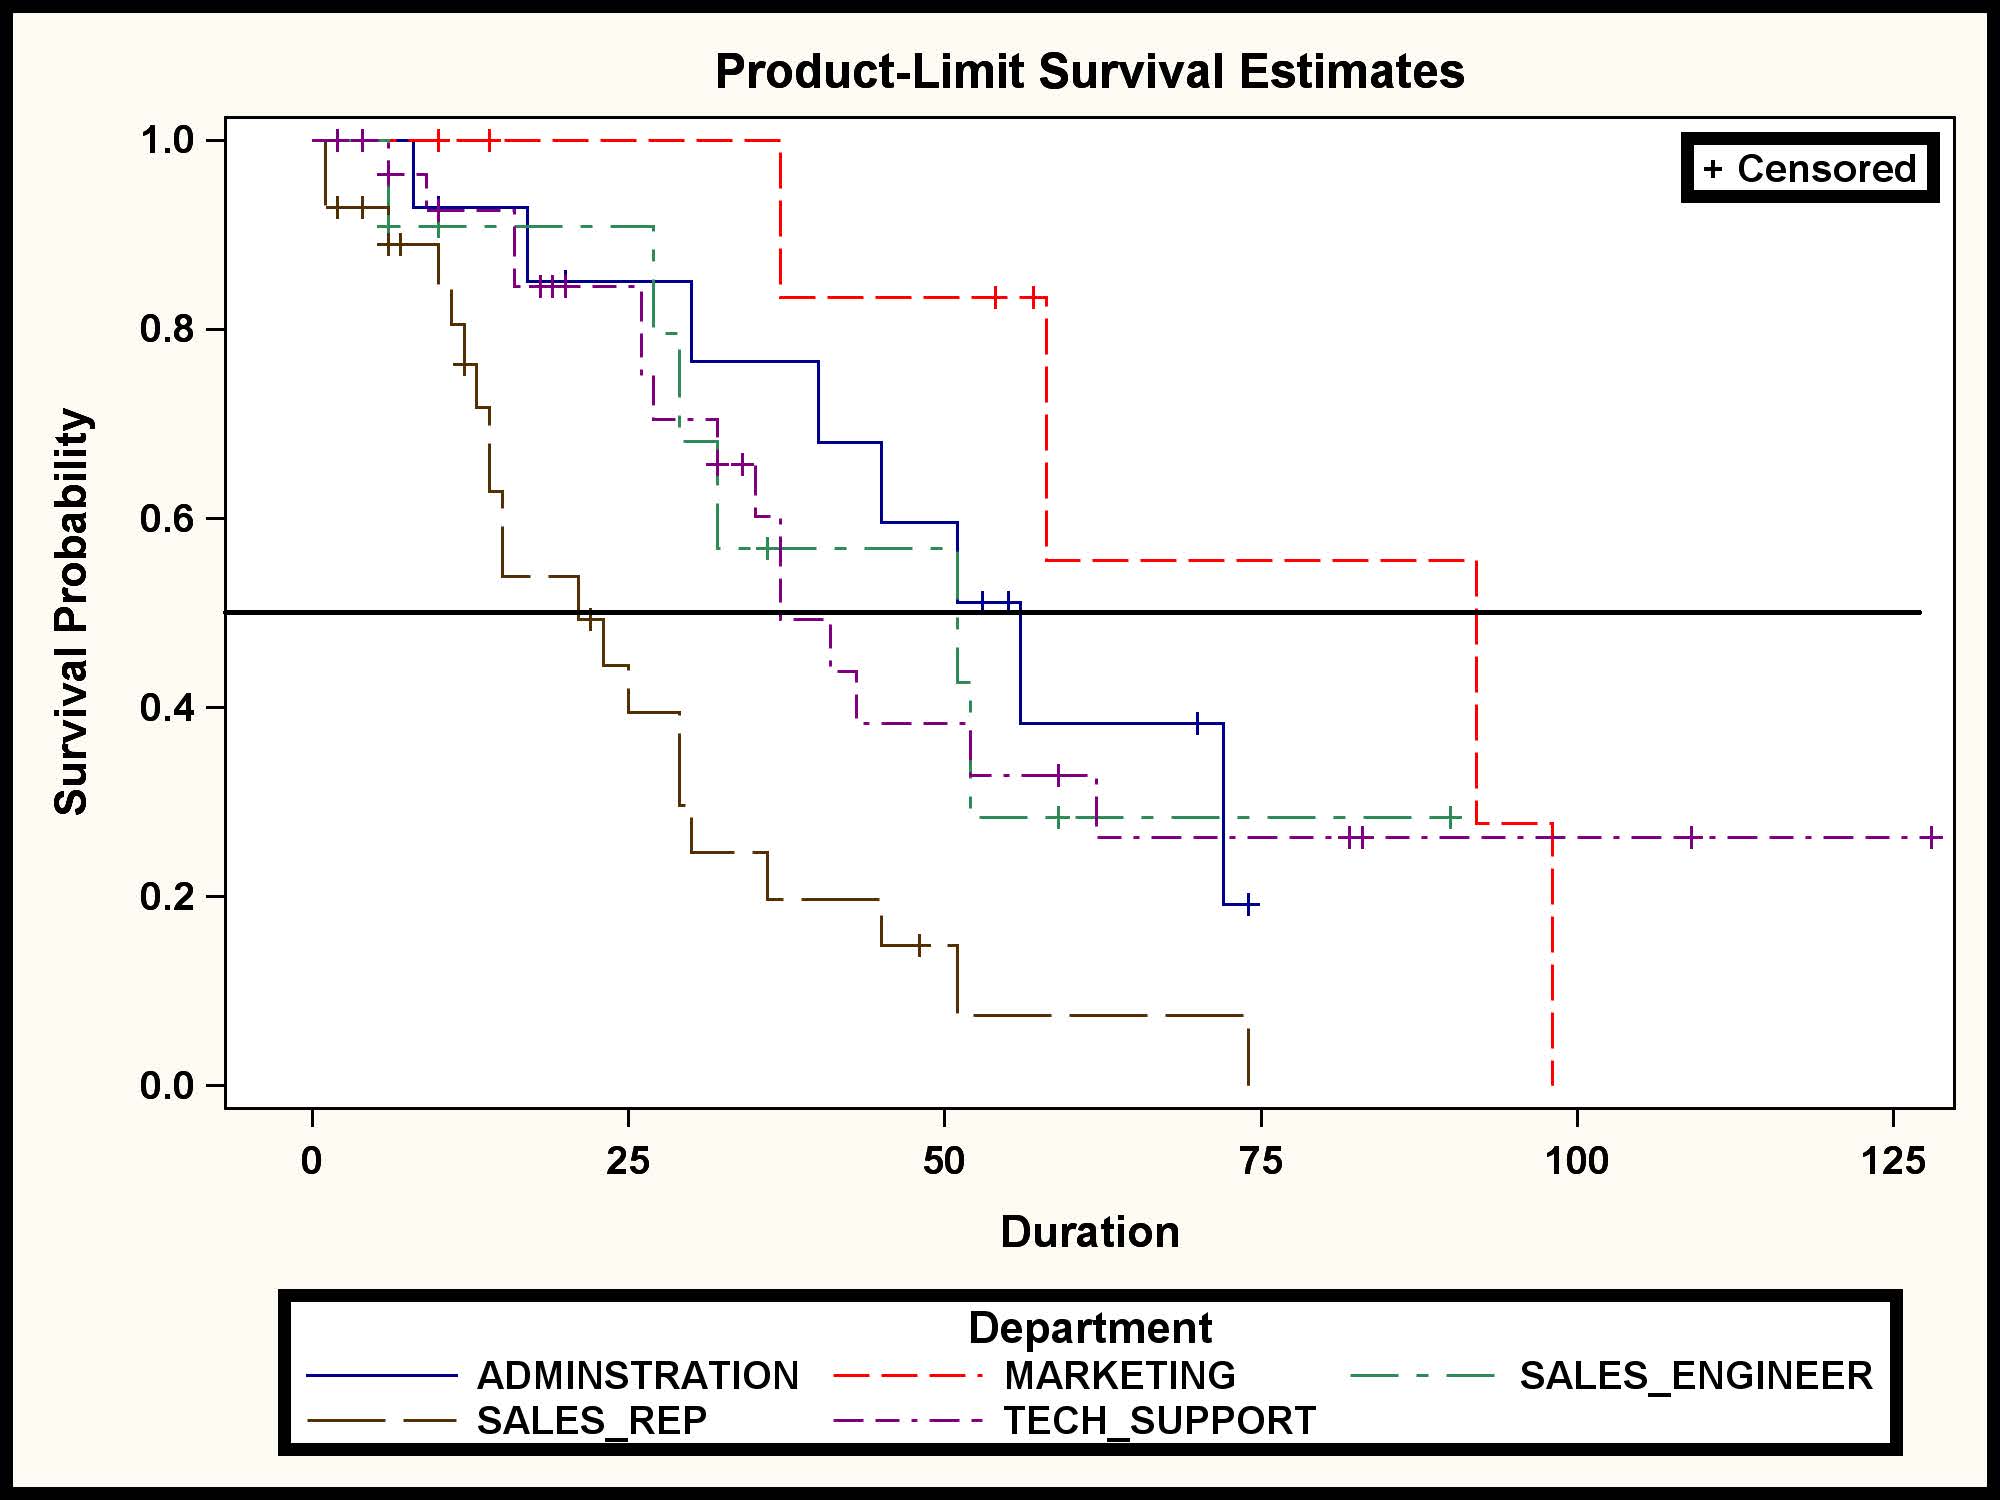 Product-Limit Survival Estimates
+ Censored
Survival Probability
1.0
0.8
0.6
0.4
0.2
0.0
0 25 50 75 100 125
Duration
Department
ADMINSTRATION MARKETING SALES_ENGINEER
SALES_REP TECH_SUPPORT